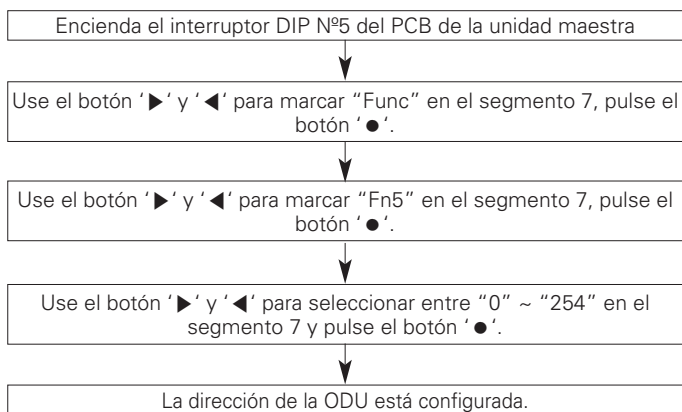 Encienda el interruptor DIP Nº5 del PCB de la unidad maestra
Use el botón ‘▶‘ y ‘◀‘ para marcar “Func” en el segmento 7, pulse el
botón ‘●‘.
Use el botón ‘▶‘ y ‘◀‘ para marcar “Fn5” en el segmento 7, pulse el
botón ‘●‘.
Use el botón ‘▶‘ y ‘◀‘ para seleccionar entre “0” ~ “254” en el
segmento 7 y pulse el botón ‘●‘.
La dirección de la ODU está configurada.